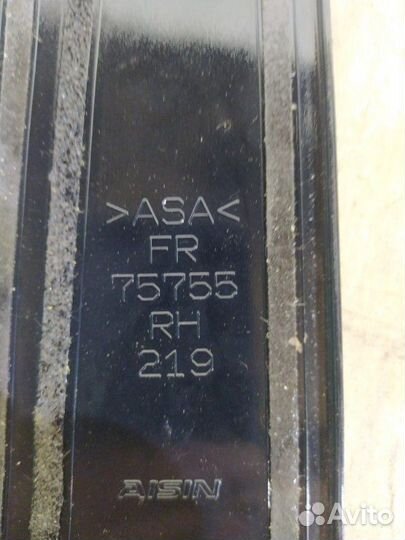 >ASA<
FR
75755
RH
219
AISIN
Avito